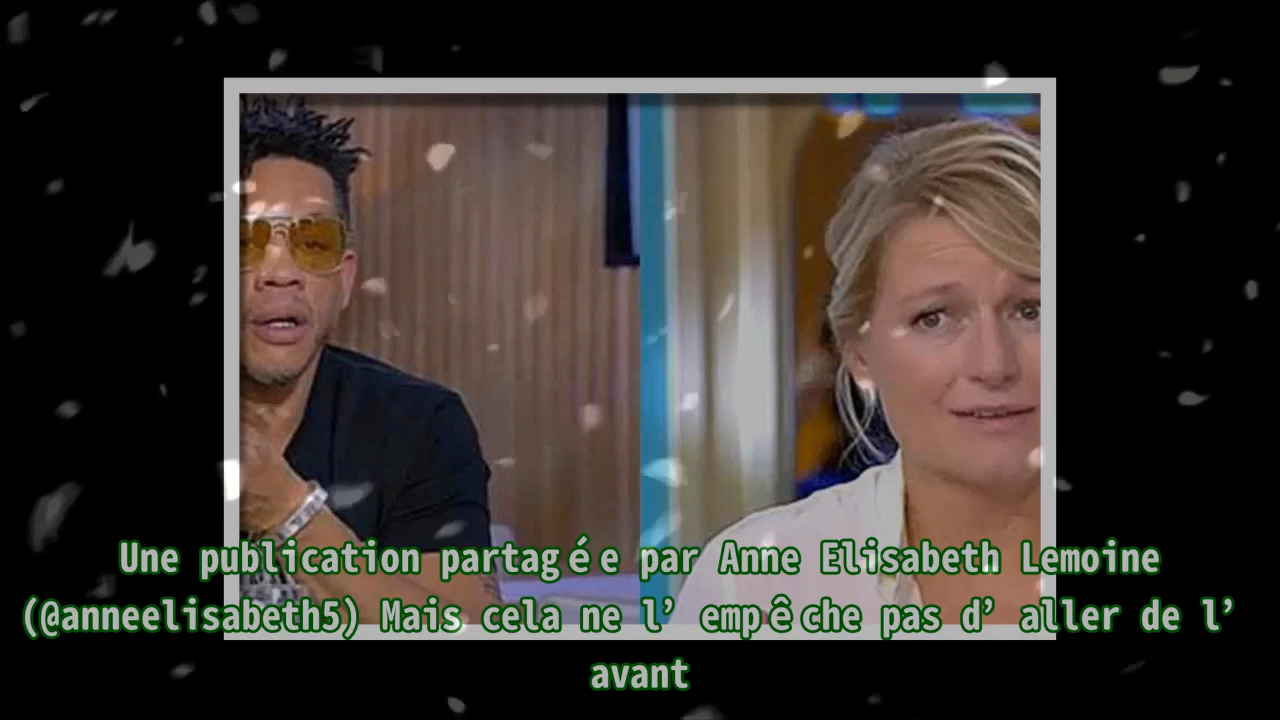 Une publication partagée par Anne Elisabeth Lemoine
(@anneelisabeth5) Mais cela ne l’ empêche pas d’ aller de l’
avant